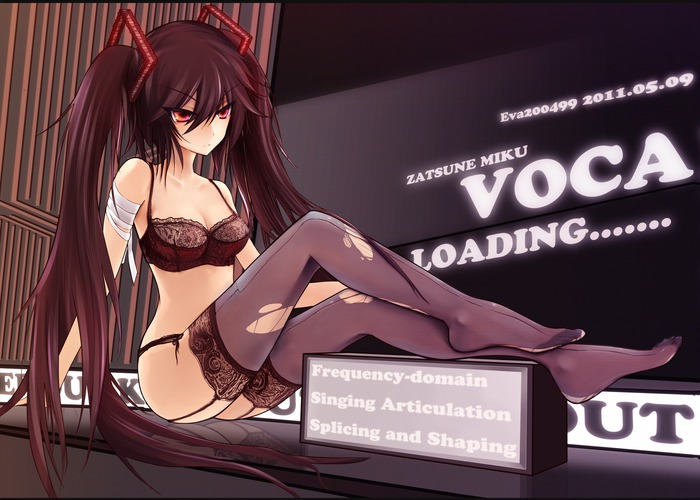 Eva200499 2011.05.09
ZATSUNE MIKU
VOCA
LOADING.......
Frequency-domain
Singing Articulation
Splicing and Shaping
OUT